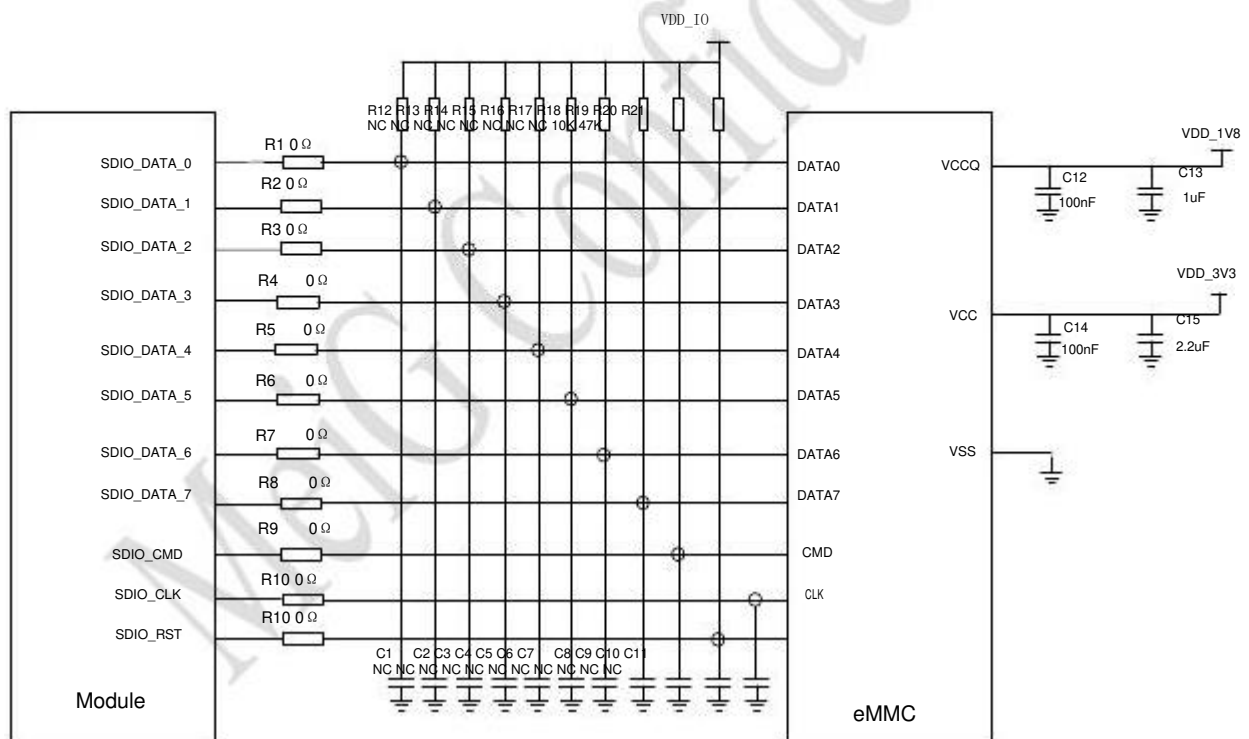 VDD_IO
R12 R13 R14 R15 R16 R17 R18 R19 R20 R21
NC NC NC NC NC NC NC NC 10K 47K
SDIO_DATA_0
R1 0Ω
DATA0
VCCQ
VDD_1V8
C12
100nF
C13
1uF
SDIO_DATA_1
R2 0Ω
DATA1
SDIO_DATA_2
R3 0Ω
DATA2
SDIO_DATA_3
R4 0Ω
DATA3
VCC
VDD_3V3
C14
100nF
C15
2.2uF
SDIO_DATA_4
R5 0Ω
DATA4
SDIO_DATA_5
R6 0Ω
DATA5
SDIO_DATA_6
R7 0Ω
DATA6
VSS
SDIO_DATA_7
R8 0Ω
DATA7
SDIO_CMD
R9 0Ω
CMD
SDIO_CLK
R10 0Ω
CLK
SDIO_RST
R10 0Ω
C1 C2 C3 C4 C5 C6 C7 C8 C9 C10 C11
NC NC NC NC NC NC NC NC NC NC
Module
eMMC
MeiG Confide